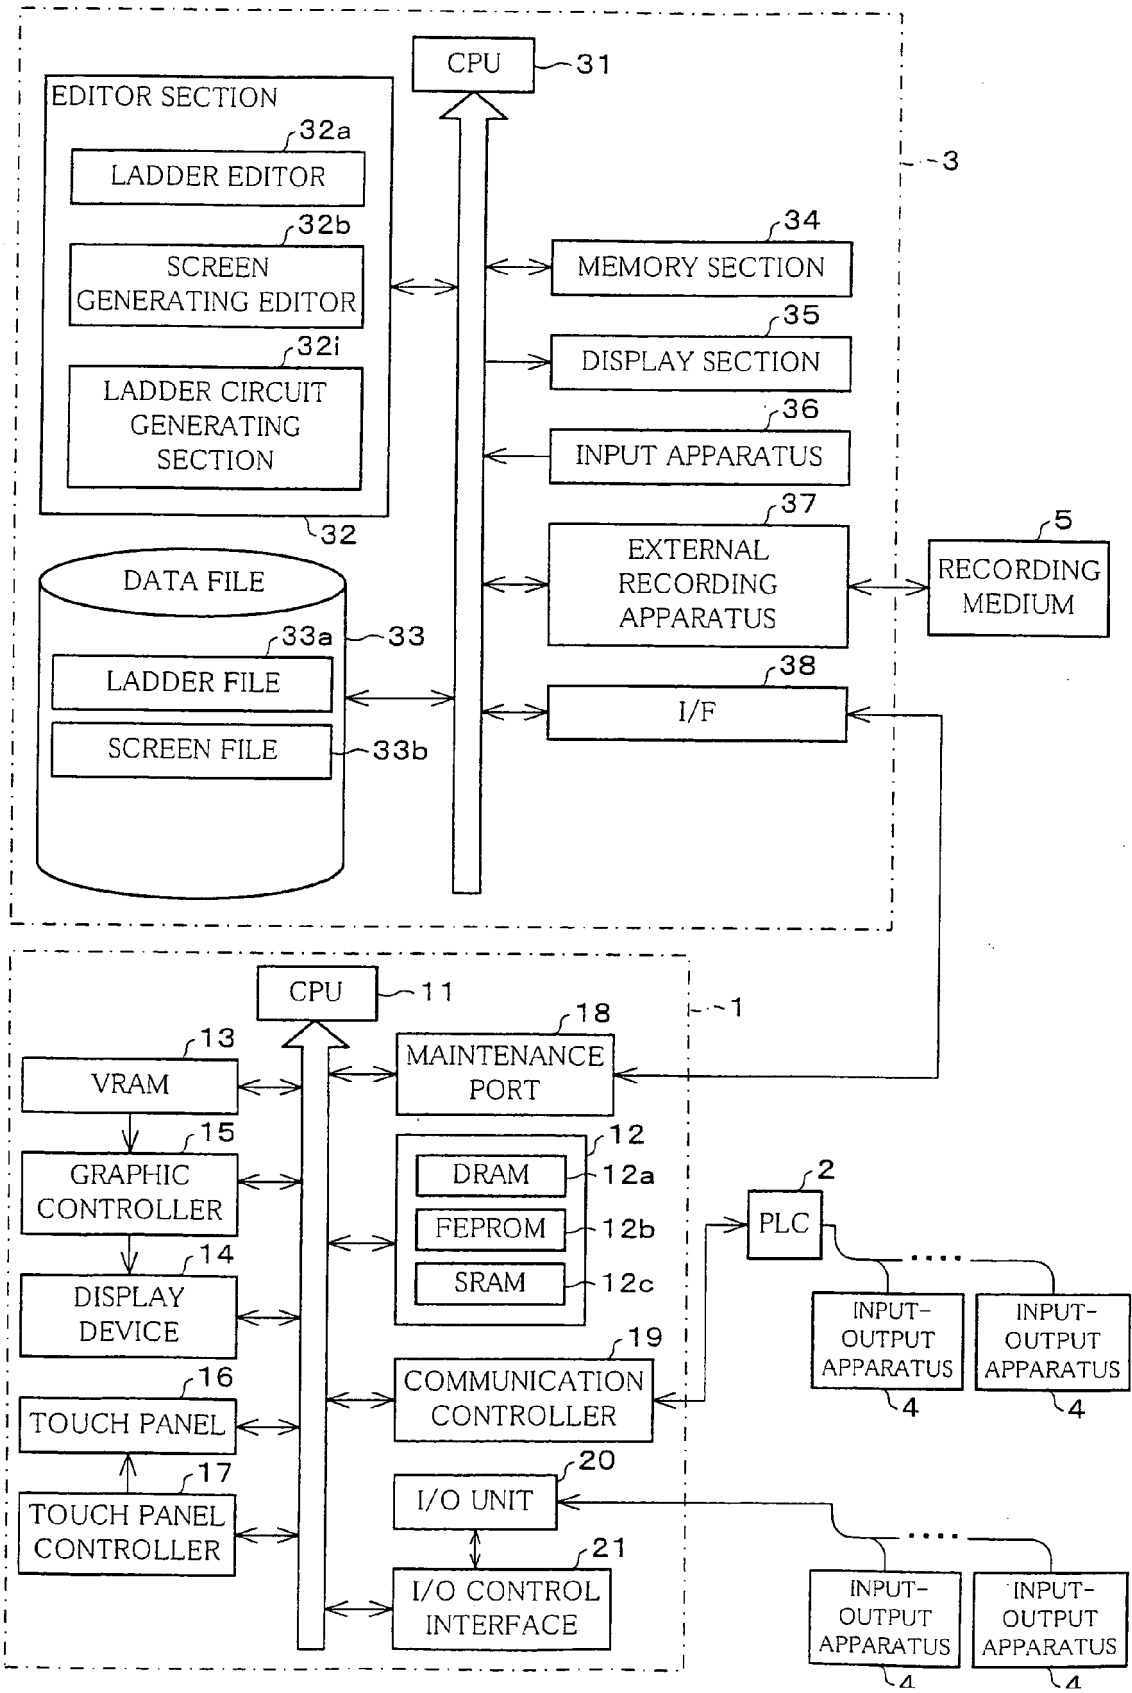 CPU
31
EDITOR SECTION
32a
LADDER EDITOR
32b
SCREEN
GENERATING EDITOR
32i
LADDER CIRCUIT
GENERATING
SECTION
32
3
34
MEMORY SECTION
35
DISPLAY SECTION
36
INPUT APPARATUS
37
EXTERNAL
RECORDING
APPARATUS
5
RECORDING
MEDIUM
DATA FILE
33
33a
LADDER FILE
SCREEN FILE
33b
38
I/F
CPU
11
1
13
VRAM
18
MAINTENANCE
PORT
15
GRAPHIC
CONTROLLER
12
DRAM
12a
FEPROM
12b
SRAM
12c
14
DISPLAY
DEVICE
2
PLC
INPUT-
OUTPUT
APPARATUS
4
INPUT-
OUTPUT
APPARATUS
4
19
COMMUNICATION
CONTROLLER
16
TOUCH PANEL
17
TOUCH PANEL
CONTROLLER
20
I/O UNIT
21
I/O CONTROL
INTERFACE
INPUT-
OUTPUT
APPARATUS
4
INPUT-
OUTPUT
APPARATUS
4